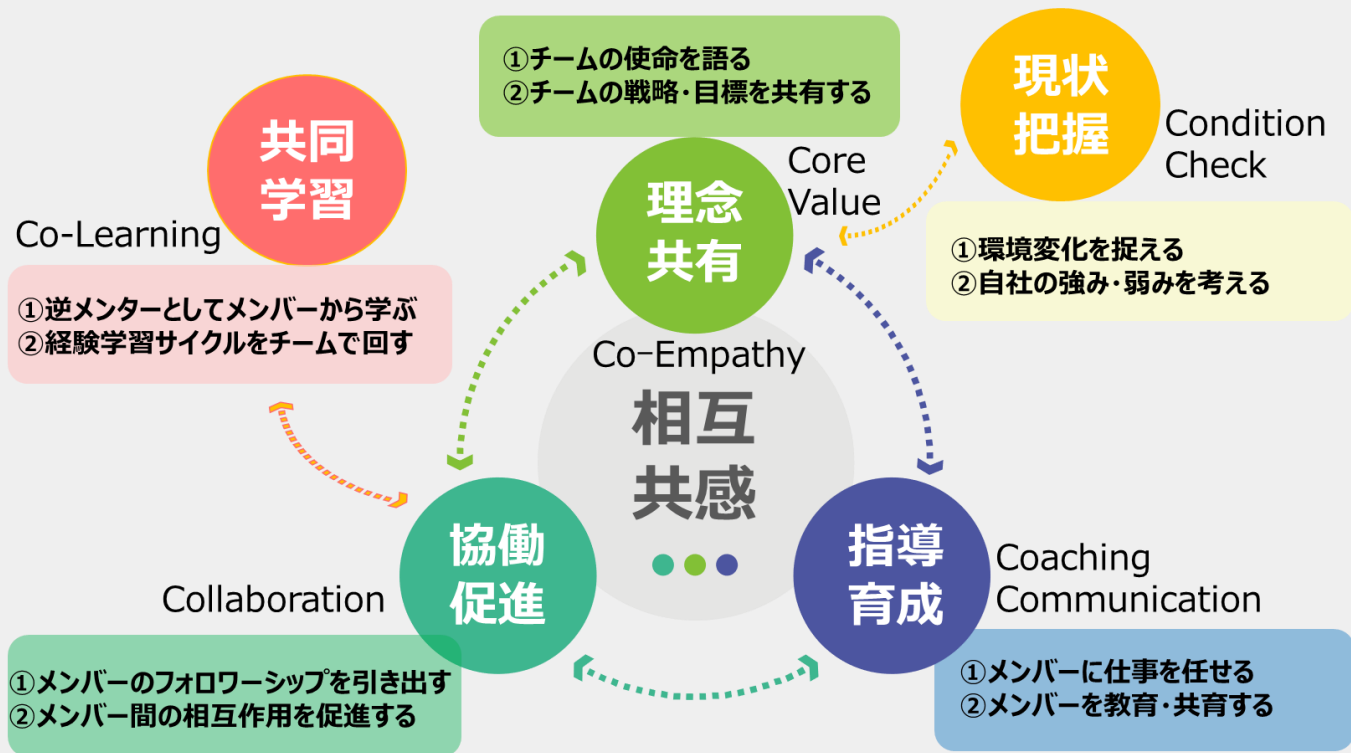 ①チームの使命を語る
②チームの戦略・目標を共有する
現状
把握
Condition
Check
①環境変化を捉える
②自社の強み・弱みを考える
共同
学習
Co-Learning
①逆メンターとしてメンバーから学ぶ
②経験学習サイクルをチームで回す
理念
共有
Core
Value
Co-Empathy
相互
共感
協働
促進
Collaboration
①メンバーのフォロワーシップを引き出す
②メンバー間の相互作用を促進する
指導
育成
Coaching
Communication
①メンバーに仕事を任せる
②メンバーを教育・共育する